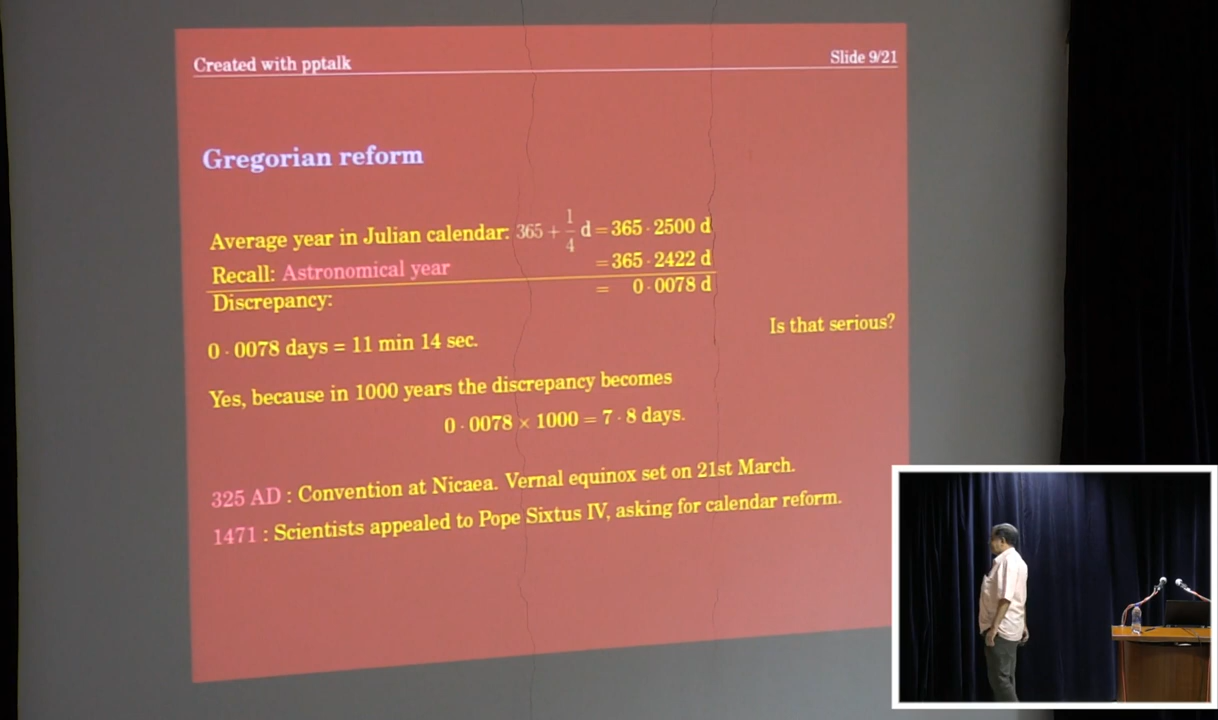 Created with pptalk
Slide 9/21
Gregorian reform
Average year in Julian calendar: 365 + 1/4 d = 365·2500 d
Recall: Astronomical year = 365·2422 d
Discrepancy: = 0·0078 d
Is that serious?
0·0078 days = 11 min 14 sec.
Yes, because in 1000 years the discrepancy becomes
0·0078 × 1000 = 7·8 days.
325 AD : Convention at Nicaea. Vernal equinox set on 21st March.
1471 : Scientists appealed to Pope Sixtus IV, asking for calendar reform.